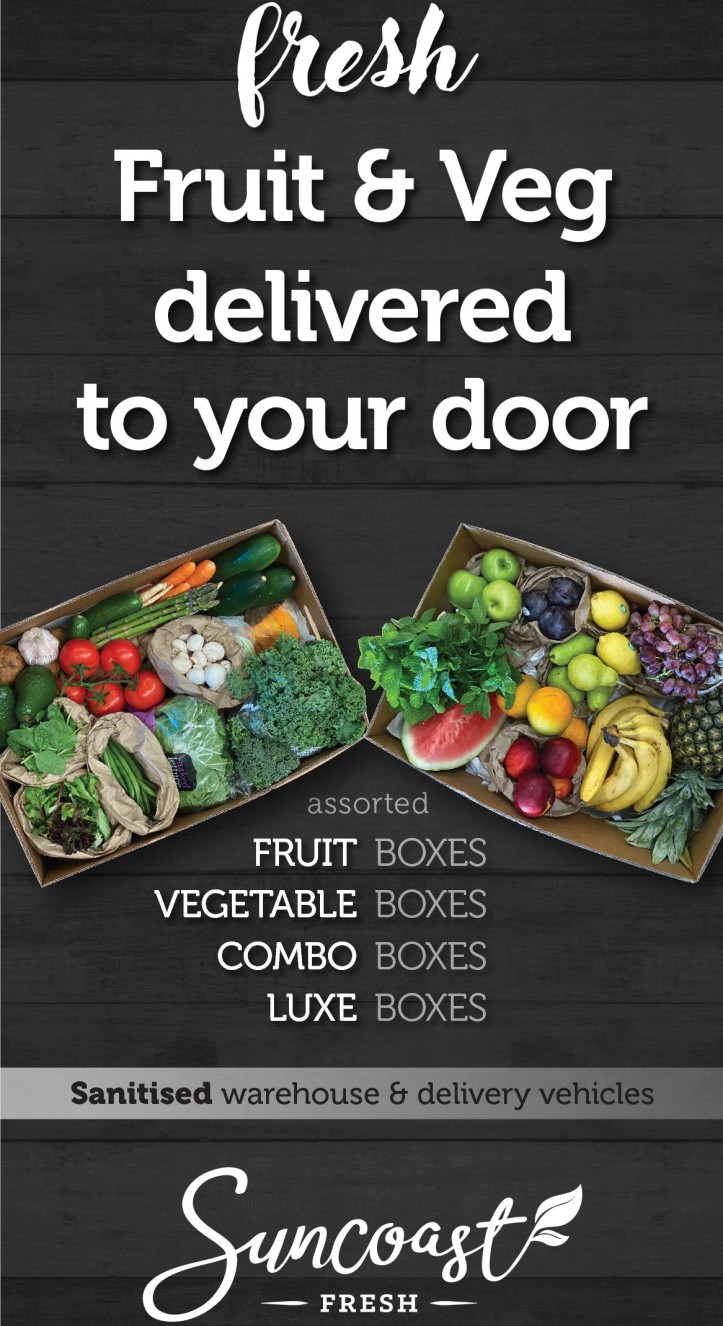 fresh
Fruit & Veg
delivered
to your door
assorted
FRUIT BOXES
VEGETABLE BOXES
COMBO BOXES
LUXE BOXES
Sanitised warehouse & delivery vehicles
Suncoast
FRESH